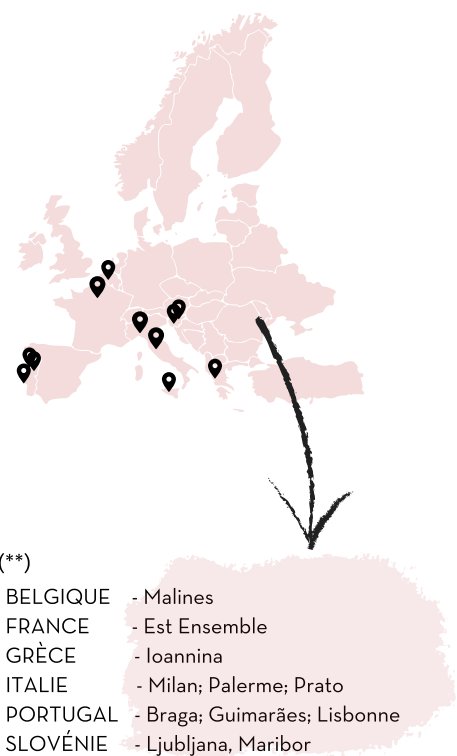 (**)
BELGIQUE - Malines
FRANCE - Est Ensemble
GRÈCE - Ioannina
ITALIE - Milan; Palerme; Prato
PORTUGAL - Braga; Guimarães; Lisbonne
SLOVÉNIE - Ljubljana, Maribor